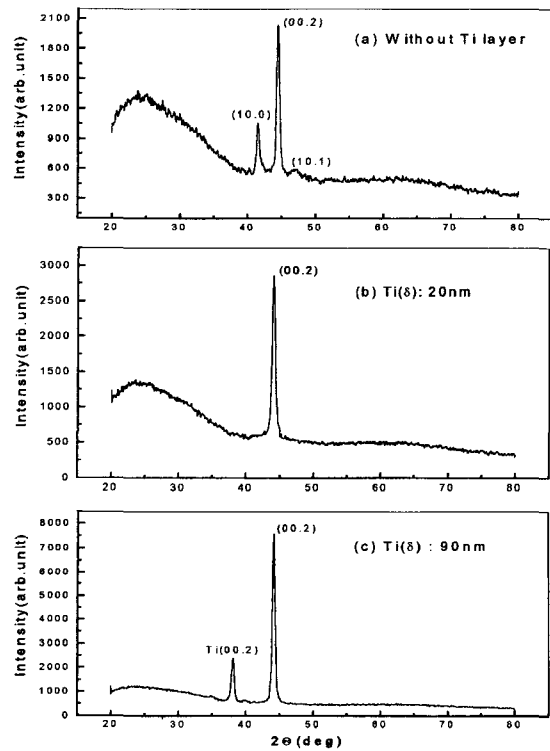 (a) Without Ti layer
Intensity(arb.unit)
2100
1800
1500
1200
900
600
300
(00.2)
(10.0)
(10.1)
20 30 40 50 60 70 80
(b) Ti(δ): 20nm
Intensity(arb.unit)
3000
2500
2000
1500
1000
500
0
(00.2)
20 30 40 50 60 70 80
(c) Ti(δ) : 90nm
Intensity(arb.unit)
8000
7000
6000
5000
4000
3000
2000
1000
0
(00.2)
Ti(00.2)
20 30 40 50 60 70 80
2Θ(deg)